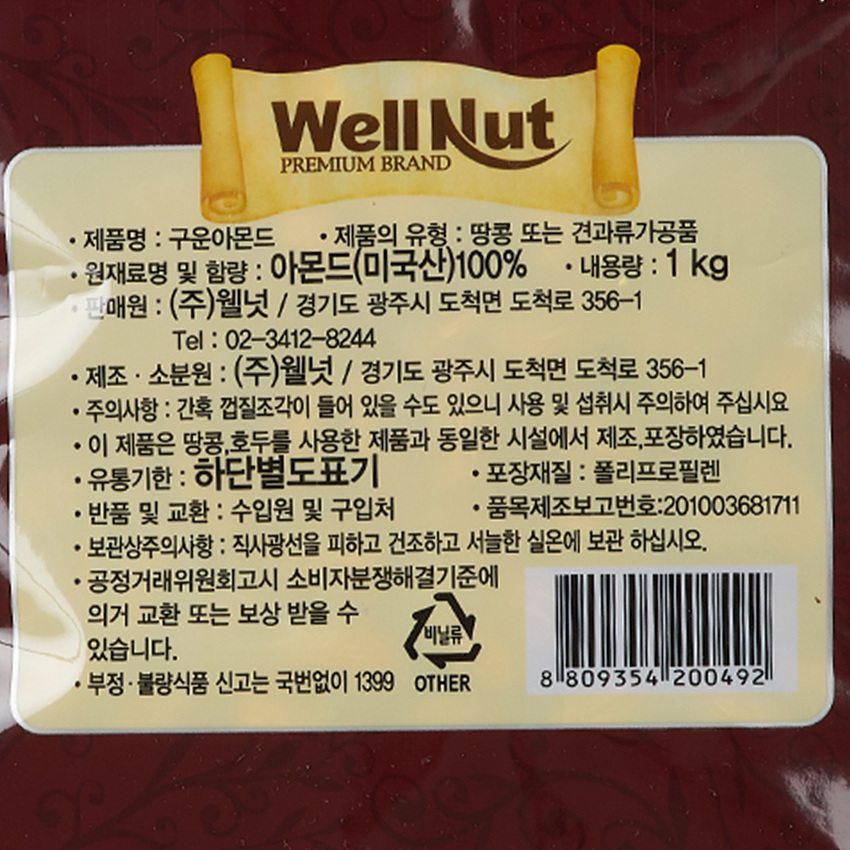 WellNut
PREMIUM BRAND
• 제품명 : 구운아몬드 • 제품의 유형 : 땅콩 또는 견과류가공품
• 원재료명 및 함량 : 아몬드(미국산)100% • 내용량 : 1 kg
• 판매원 : (주)웰넛 / 경기도 광주시 도척면 도척로 356-1
Tel : 02-3412-8244
• 제조 · 소분원 : (주)웰넛 / 경기도 광주시 도척면 도척로 356-1
• 주의사항 : 간혹 껍질조각이 들어 있을 수도 있으니 사용 및 섭취시 주의하여 주십시요
• 이 제품은 땅콩,호두를 사용한 제품과 동일한 시설에서 제조,포장하였습니다.
• 유통기한 : 하단별도표기 • 포장재질 : 폴리프로필렌
• 반품 및 교환 : 수입원 및 구입처 • 품목제조보고번호:201003681711
• 보관상주의사항 : 직사광선을 피하고 건조하고 서늘한 실온에 보관 하십시오.
• 공정거래위원회고시 소비자분쟁해결기준에
의거 교환 또는 보상 받을 수
있습니다.
• 부정·불량식품 신고는 국번없이 1399
비닐류
OTHER
8 809354 200492